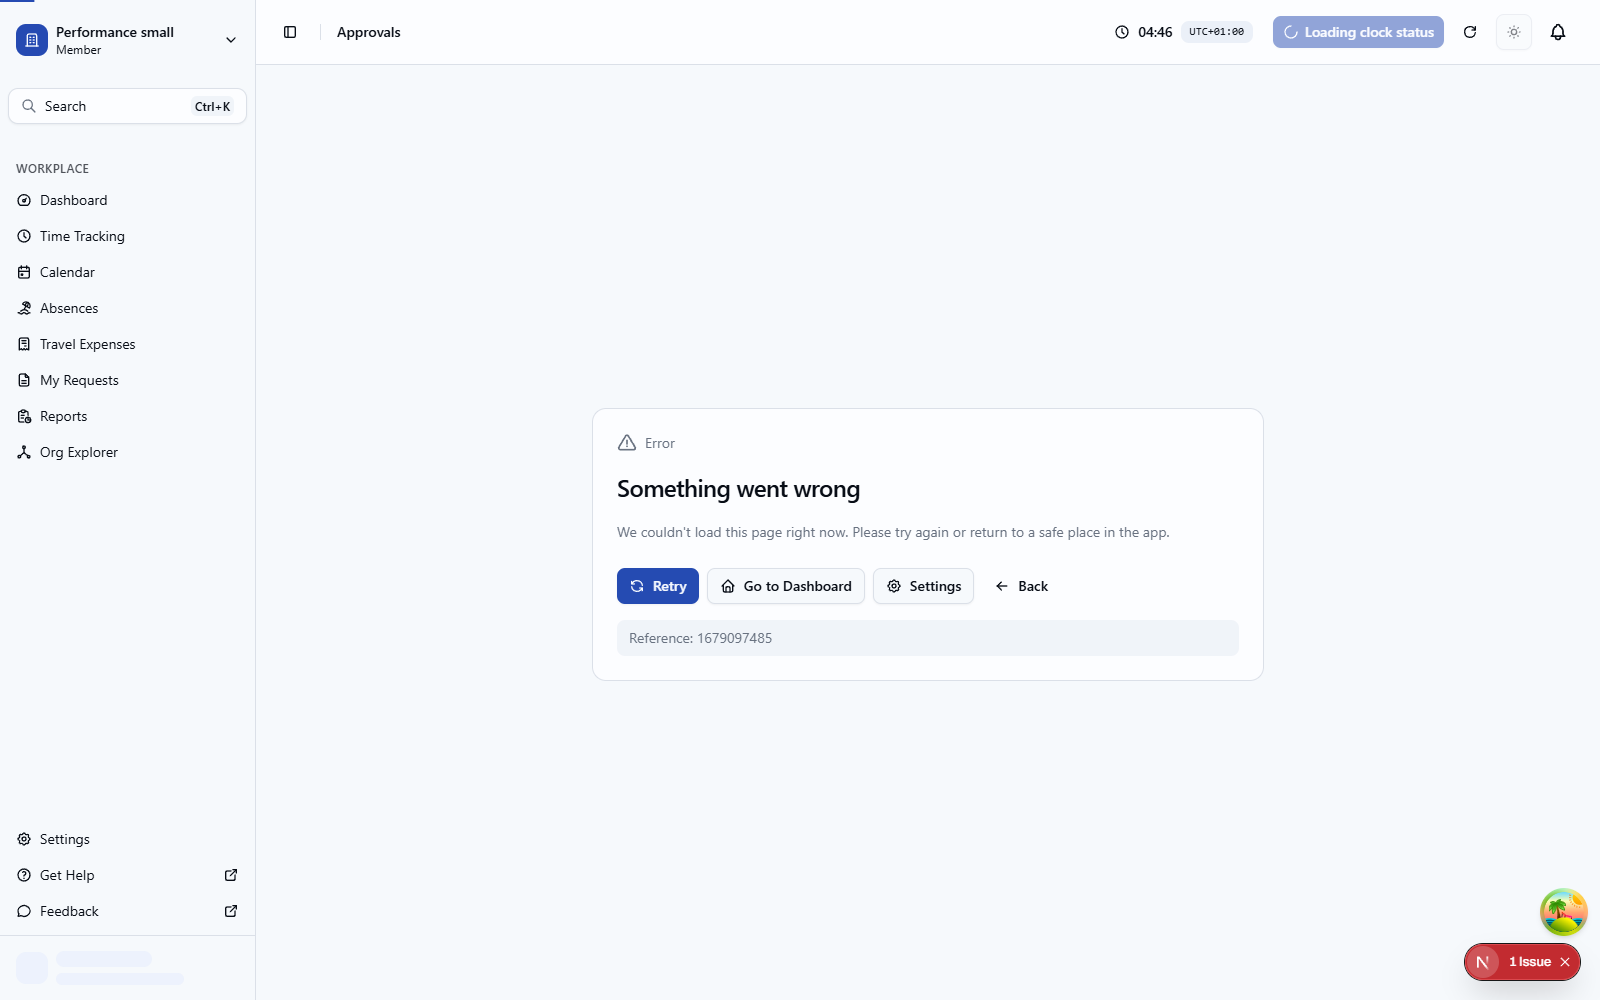 Performance small
Member
Search
Ctrl+K
WORKPLACE
Dashboard
Time Tracking
Calendar
Absences
Travel Expenses
My Requests
Reports
Org Explorer
Settings
Get Help
Feedback
Approvals
04:46
UTC+01:00
Loading clock status
Error
Something went wrong
We couldn't load this page right now. Please try again or return to a safe place in the app.
Retry
Go to Dashboard
Settings
Back
Reference: 1679097485
N
1 Issue